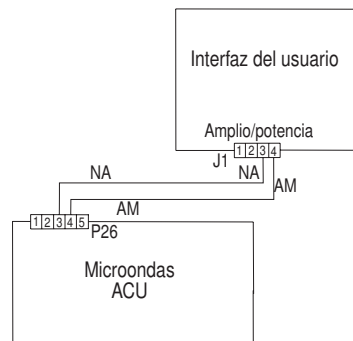 Interfaz del usuario
Amplio/potencia
J1 1 2 3 4
NA NA
AM
AM
1 2 3 4 5 P26
Microondas
ACU